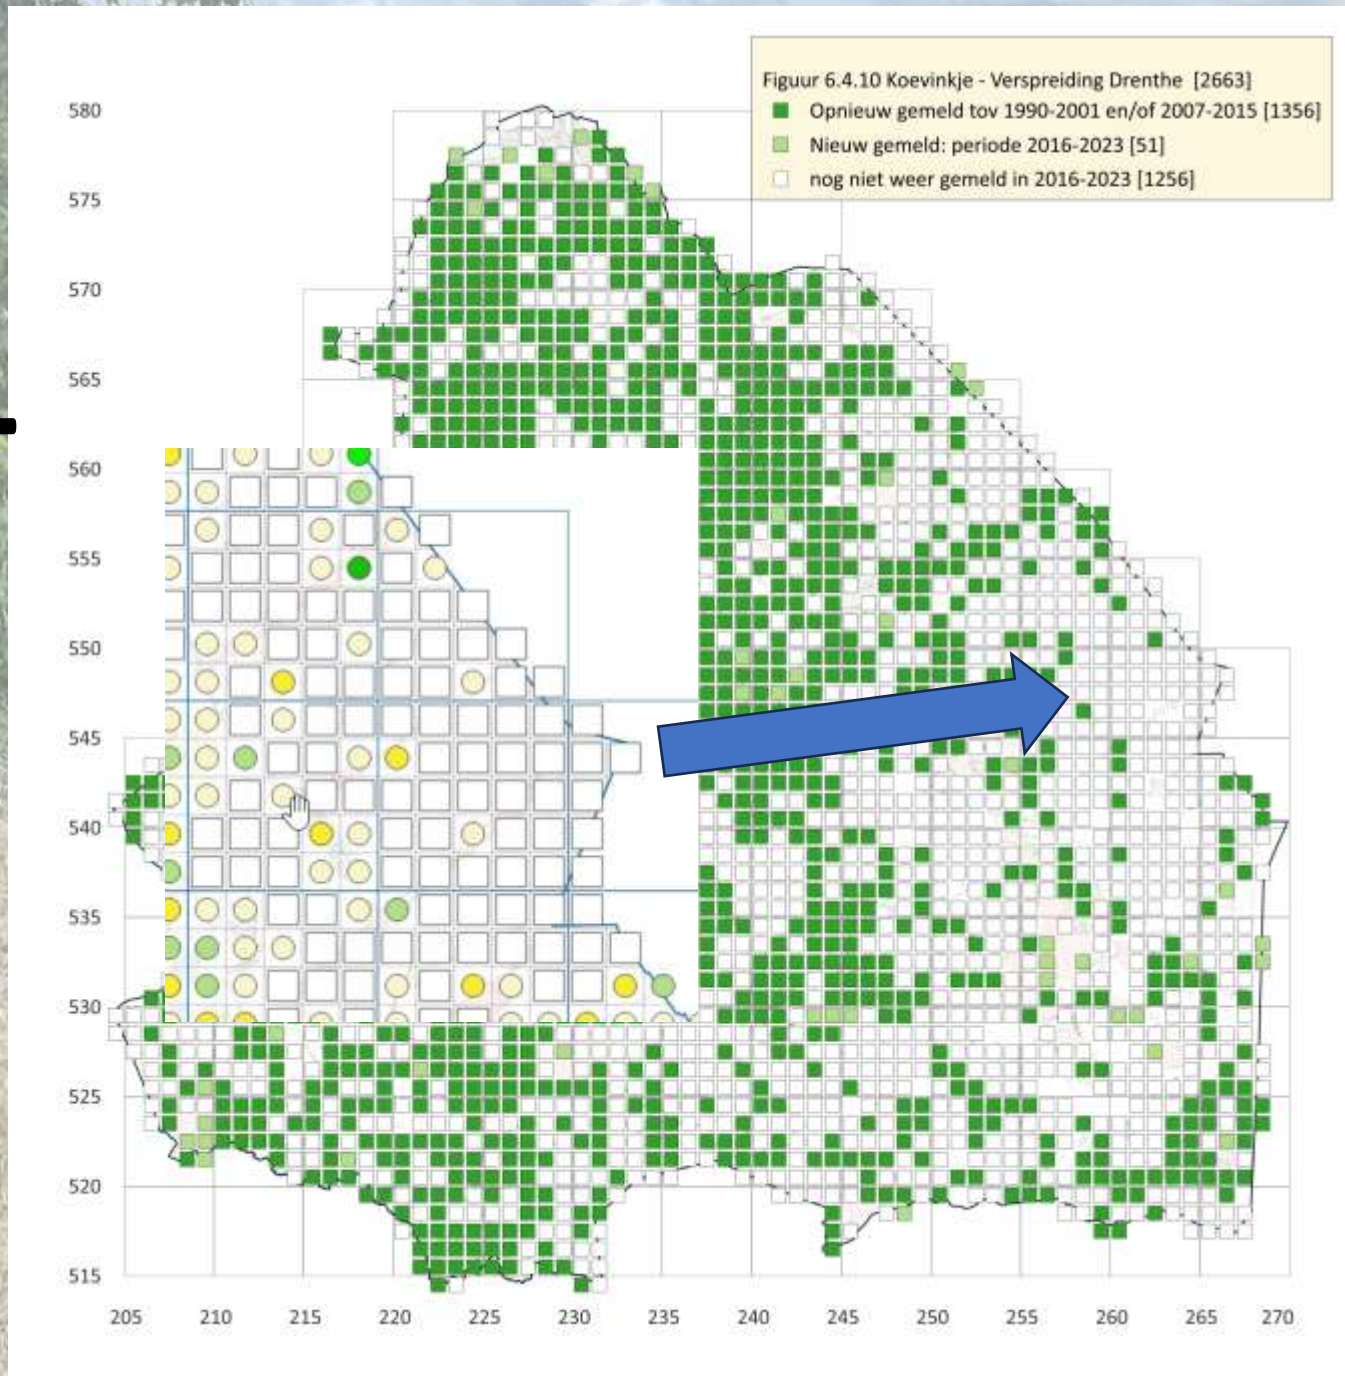 Figuur 6.4.10 Koevinkje - Verspreiding Drenthe [2663]
Opnieuw gemeld tov 1990-2001 en/of 2007-2015 [1356]
Nieuw gemeld: periode 2016-2023 [51]
nog niet weer gemeld in 2016-2023 [1256]
580
575
570
565
560
555
550
545
540
535
530
525
520
515
205 210 215 220 225 230 235 240 245 250 255 260 265 270